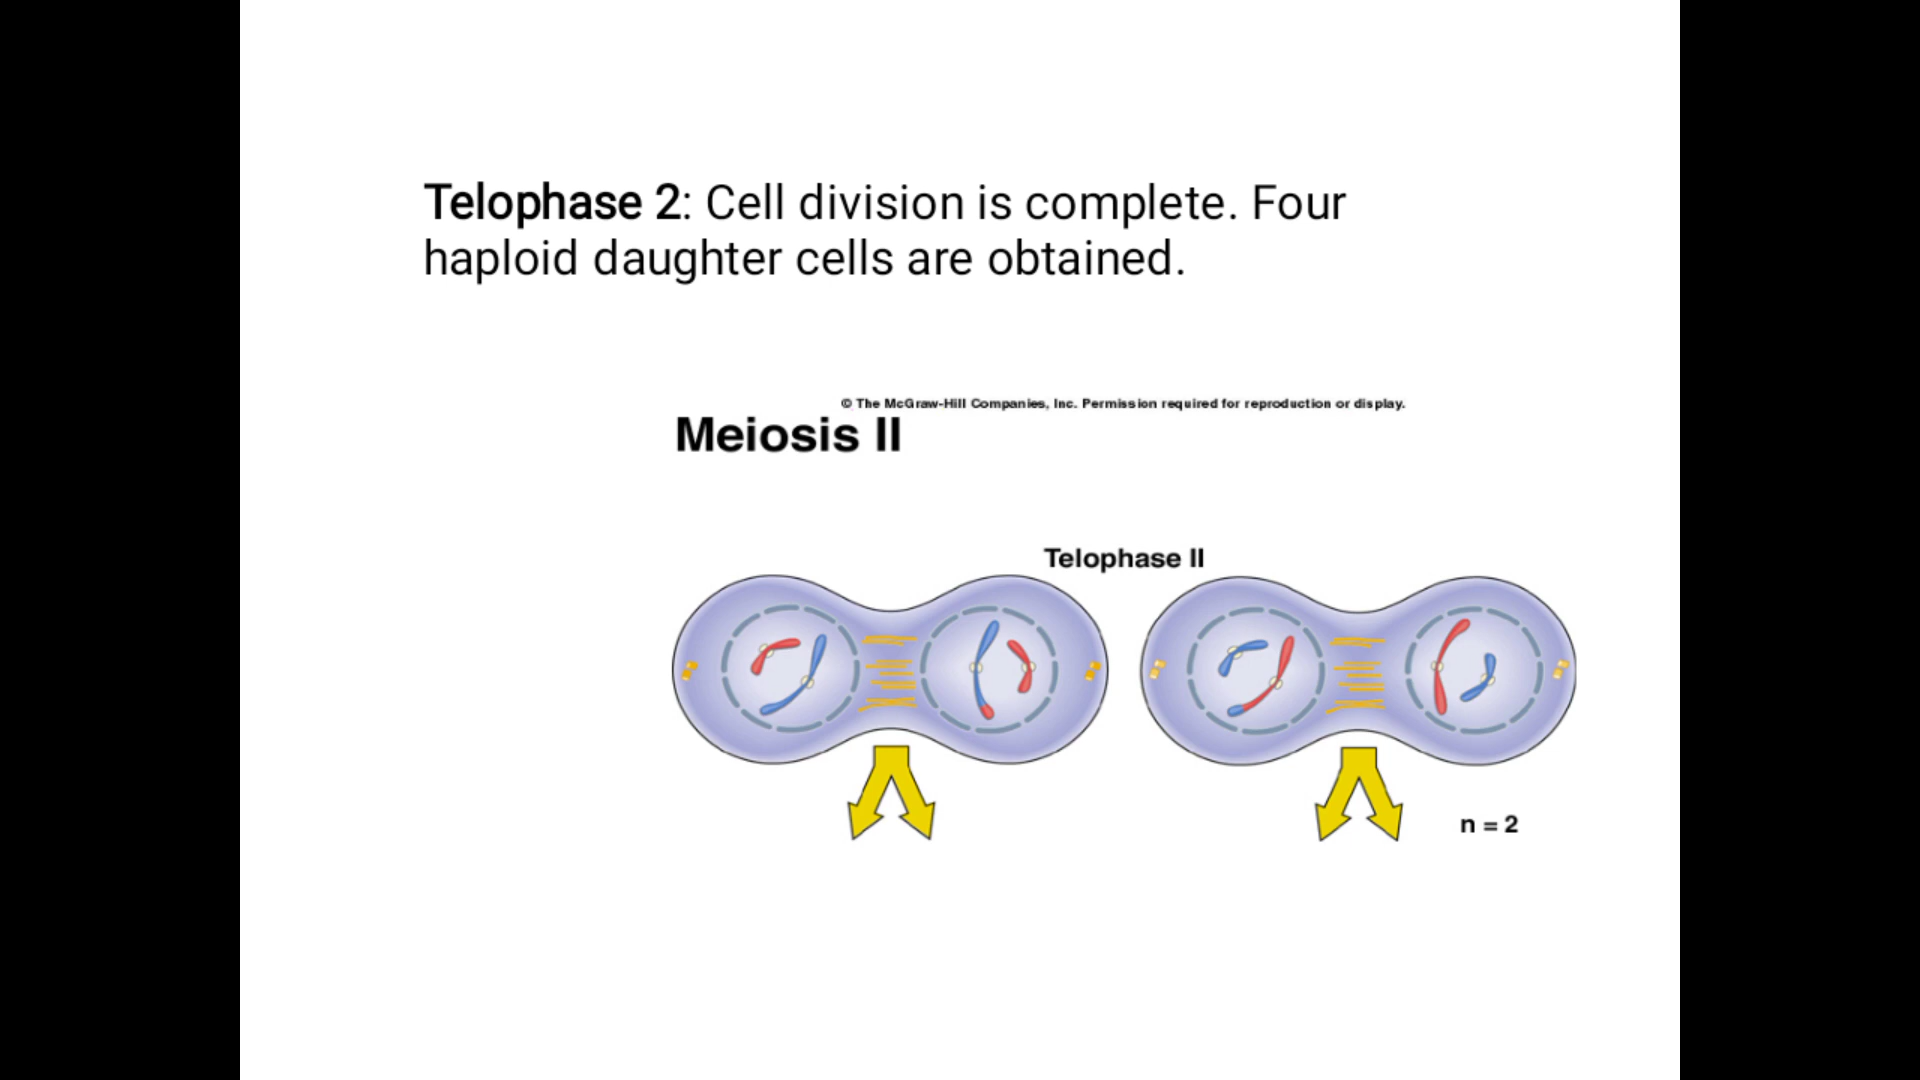 Telophase 2: Cell division is complete. Four
haploid daughter cells are obtained.
© The McGraw-Hill Companies, Inc. Permission required for reproduction or display.
Meiosis II
Telophase II
n = 2